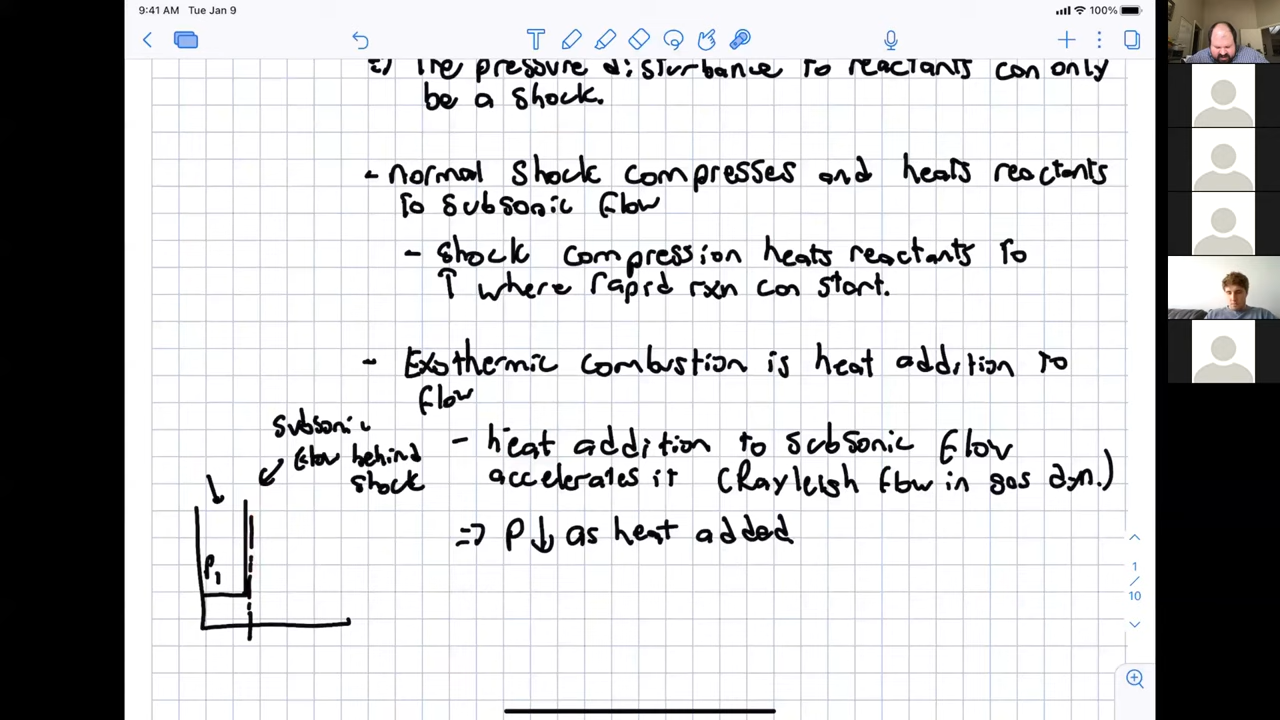 9:41 AM Tue Jan 9
100%
The pressure disturbance to reactants can only
be a shock.
- normal shock compresses and heats reactants
to subsonic flow
- shock compression heats reactants to
T where rapid rxn can start.
- Exothermic combustion is heat addition to
flow
- heat addition to subsonic flow
accelerates it (Rayleigh flow in gas dyn.)
=> P↓ as heat added
subsonic
flow behind
shock
P1
1
/
10